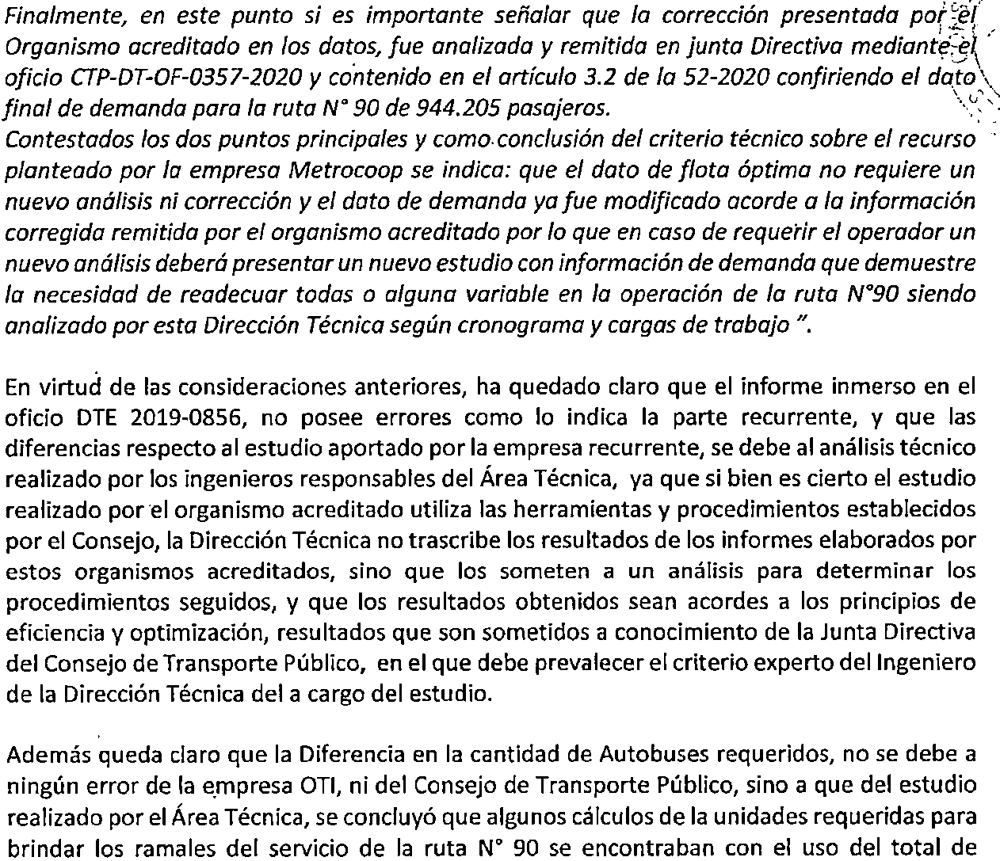 Finalmente, en este punto si es importante señalar que la corrección presentada por el
Organismo acreditado en los datos, fue analizada y remitida en junta Directiva mediante el
oficio CTP-DT-OF-0357-2020 y contenido en el artículo 3.2 de la 52-2020 confiriendo el dato
final de demanda para la ruta N° 90 de 944.205 pasajeros.
Contestados los dos puntos principales y como conclusión del criterio técnico sobre el recurso
planteado por la empresa Metrocoop se indica: que el dato de flota óptima no requiere un
nuevo análisis ni corrección y el dato de demanda ya fue modificado acorde a la información
corregida remitida por el organismo acreditado por lo que en caso de requerir el operador un
nuevo análisis deberá presentar un nuevo estudio con información de demanda que demuestre
la necesidad de readecuar todas o alguna variable en la operación de la ruta N°90 siendo
analizado por esta Dirección Técnica según cronograma y cargas de trabajo ".
En virtud de las consideraciones anteriores, ha quedado claro que el informe inmerso en el
oficio DTE 2019-0856, no posee errores como lo indica la parte recurrente, y que las
diferencias respecto al estudio aportado por la empresa recurrente, se debe al análisis técnico
realizado por los ingenieros responsables del Área Técnica, ya que si bien es cierto el estudio
realizado por el organismo acreditado utiliza las herramientas y procedimientos establecidos
por el Consejo, la Dirección Técnica no trascribe los resultados de los informes elaborados por
estos organismos acreditados, sino que los someten a un análisis para determinar los
procedimientos seguidos, y que los resultados obtenidos sean acordes a los principios de
eficiencia y optimización, resultados que son sometidos a conocimiento de la Junta Directiva
del Consejo de Transporte Público, en el que debe prevalecer el criterio experto del Ingeniero
de la Dirección Técnica del a cargo del estudio.
Además queda claro que la Diferencia en la cantidad de Autobuses requeridos, no se debe a
ningún error de la empresa OTI, ni del Consejo de Transporte Público, sino a que del estudio
realizado por el Área Técnica, se concluyó que algunos cálculos de la unidades requeridas para
brindar los ramales del servicio de la ruta N° 90 se encontraban con el uso del total de